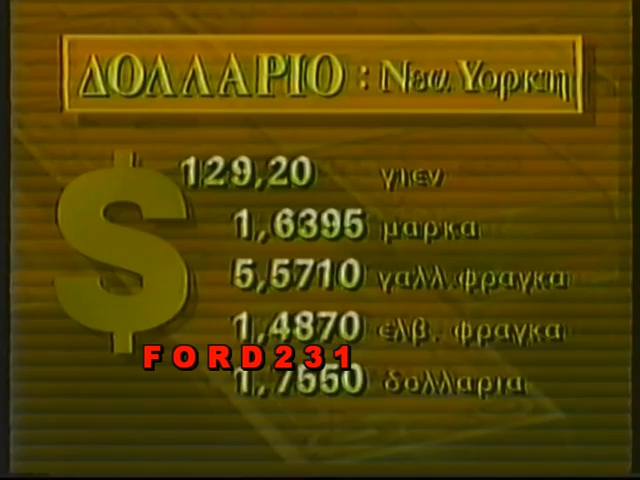 ΔΟΛΛΑΡΙΟ : Νεα Υορκη
129,20 γιεν
1,6395 μαρκα
5,5710 γαλλ.φραγκα
1,4870 ελβ. φραγκα
FORD231
1,7550 δολλαρια